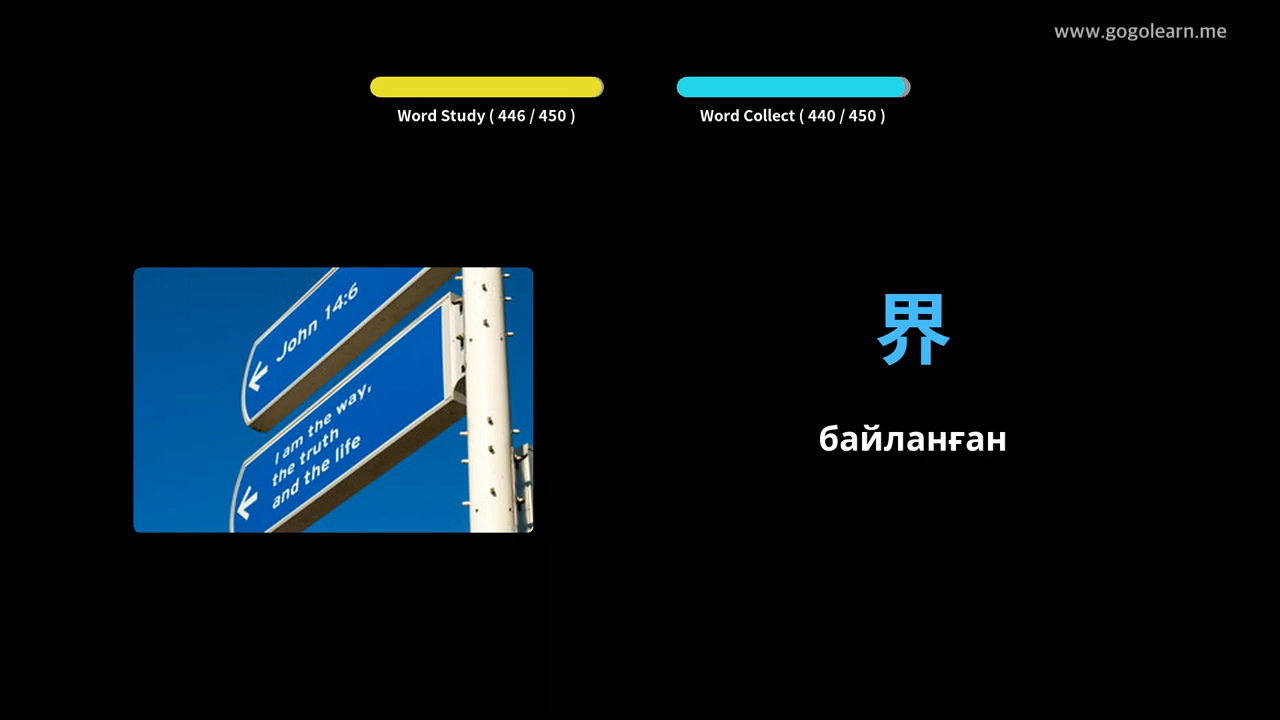 www.gogolearn.me
Word Study ( 446 / 450 )
Word Collect ( 440 / 450 )
John 14:6
I am the way,
the truth
and the life
界
байланған